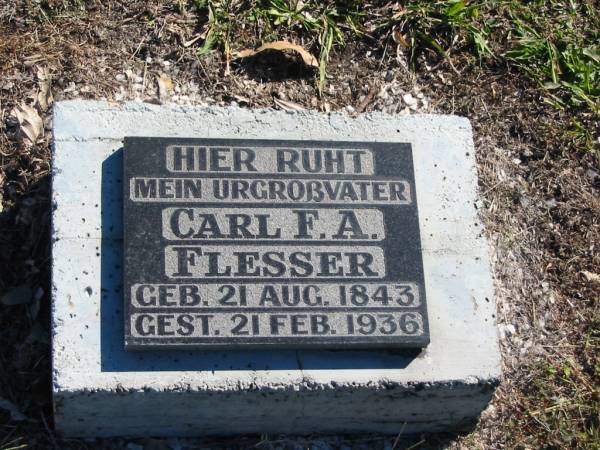 HIER RUHT
MEIN URGROßVATER
CARL F. A.
FLESSER
GEB. 21 AUG. 1843
GEST. 21 FEB. 1936